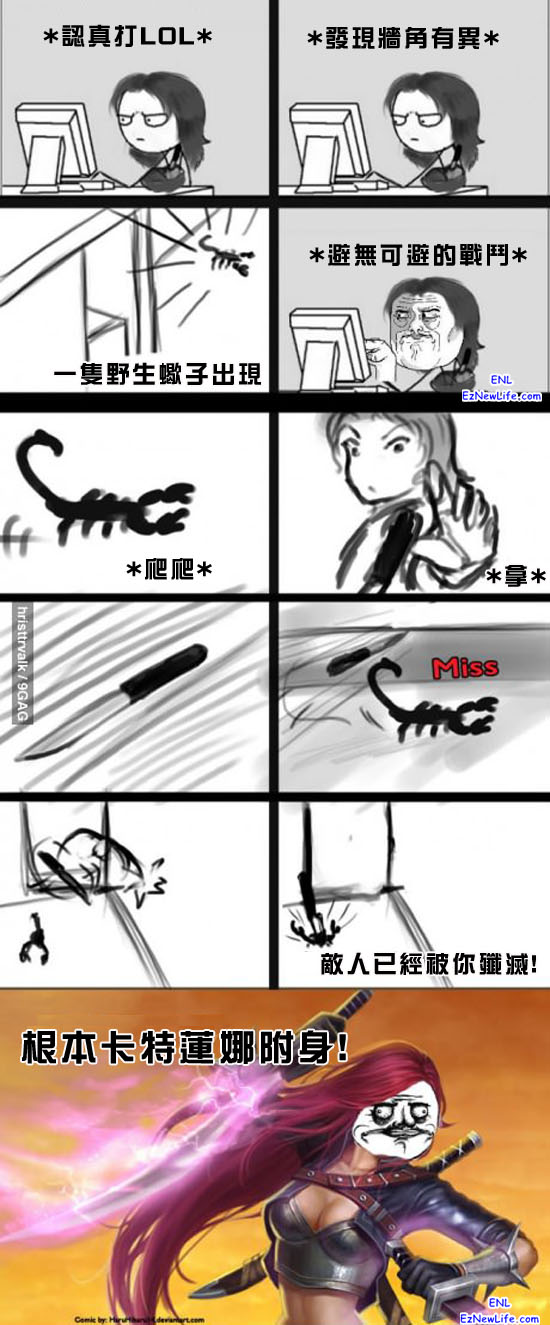 *認真打LOL*
*發現牆角有異*
一隻野生蠍子出現
*避無可避的戰鬥*
ENL
EzNewLife.com
*爬爬*
*拿*
hristtrvalk / 9GAG
Miss
敵人已經被你殲滅!
根本卡特蓮娜附身!
ENL
EzNewLife.com